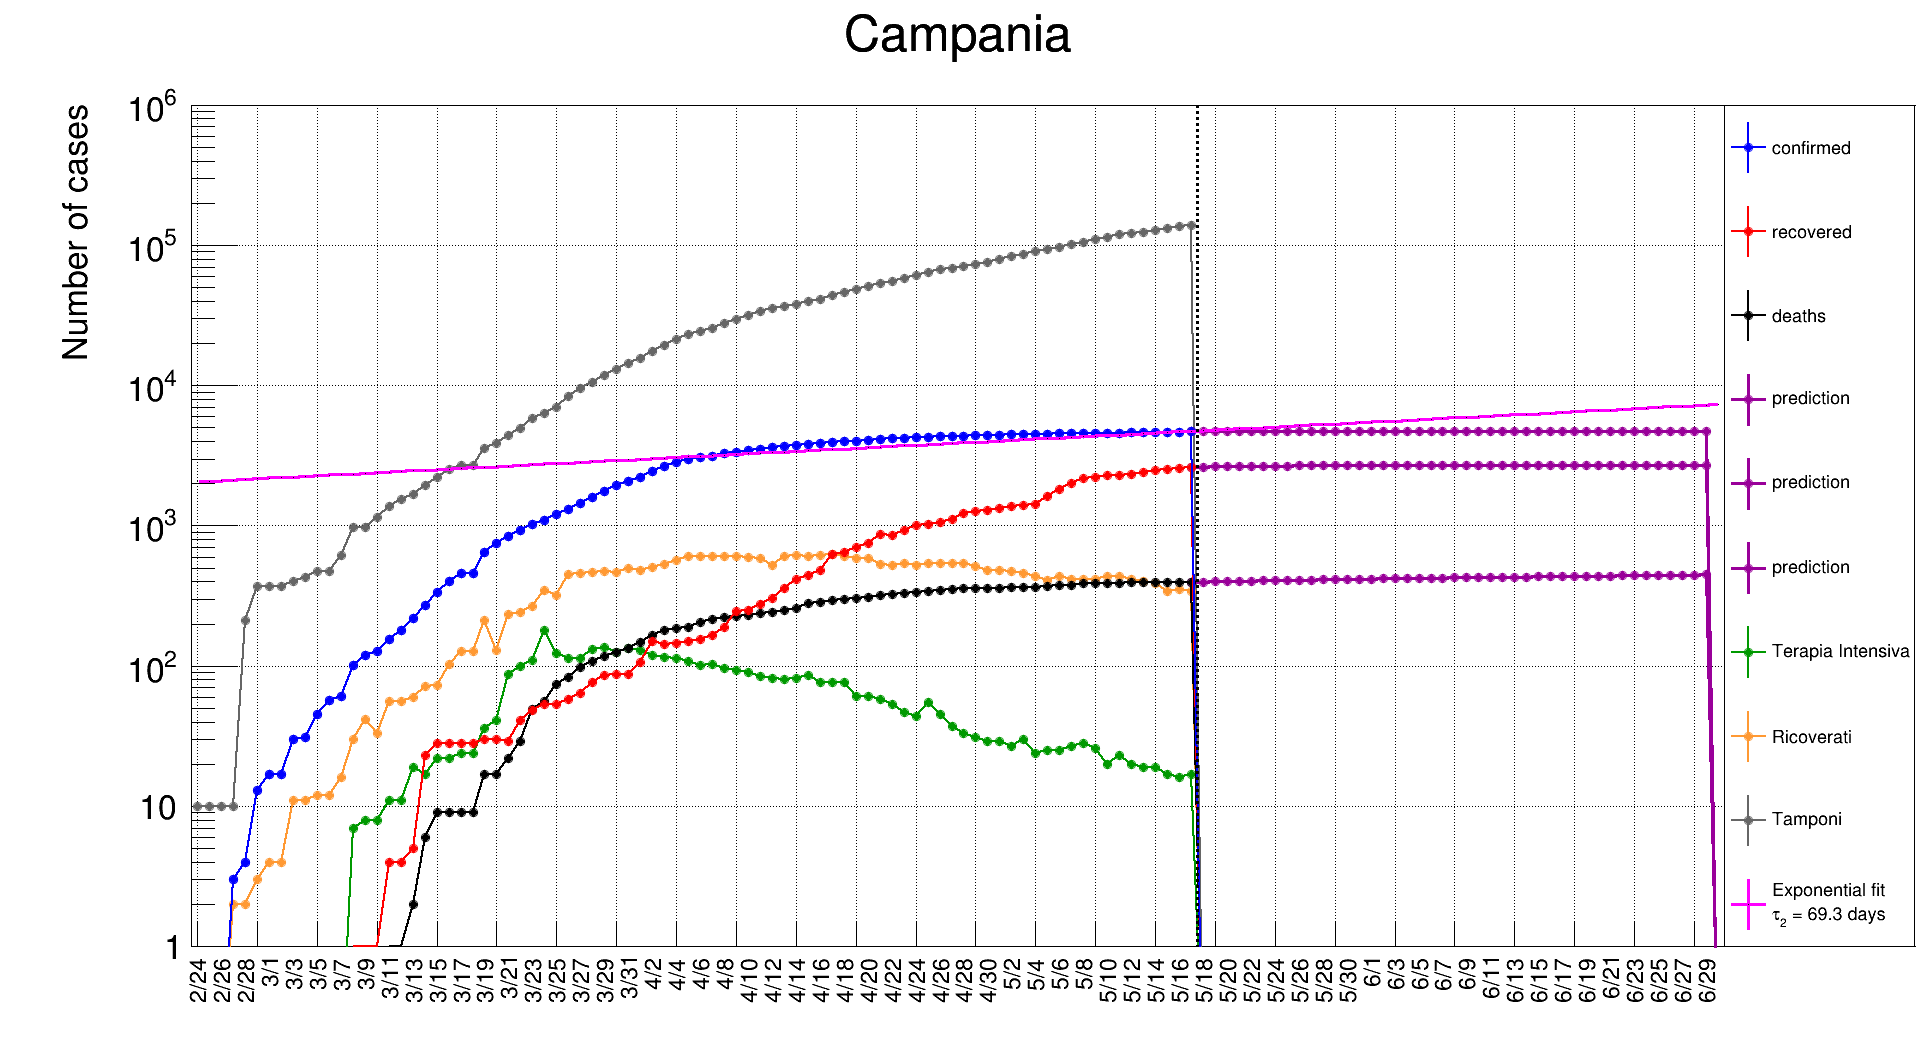 Campania
Number of cases
10^6
10^5
10^4
10^3
10^2
10
1
2/24 2/26 2/28 3/1 3/3 3/5 3/7 3/9 3/11 3/13 3/15 3/17 3/19 3/21 3/23 3/25 3/27 3/29 3/31 4/2 4/4 4/6 4/8 4/10 4/12 4/14 4/16 4/18 4/20 4/22 4/24 4/26 4/28 4/30 5/2 5/4 5/6 5/8 5/10 5/12 5/14 5/16 5/18 5/20 5/22 5/24 5/26 5/28 5/30 6/1 6/3 6/5 6/7 6/9 6/11 6/13 6/15 6/17 6/19 6/21 6/23 6/25 6/27 6/29
confirmed
recovered
deaths
prediction
prediction
prediction
Terapia Intensiva
Ricoverati
Tamponi
Exponential fit
τ₂ = 69.3 days